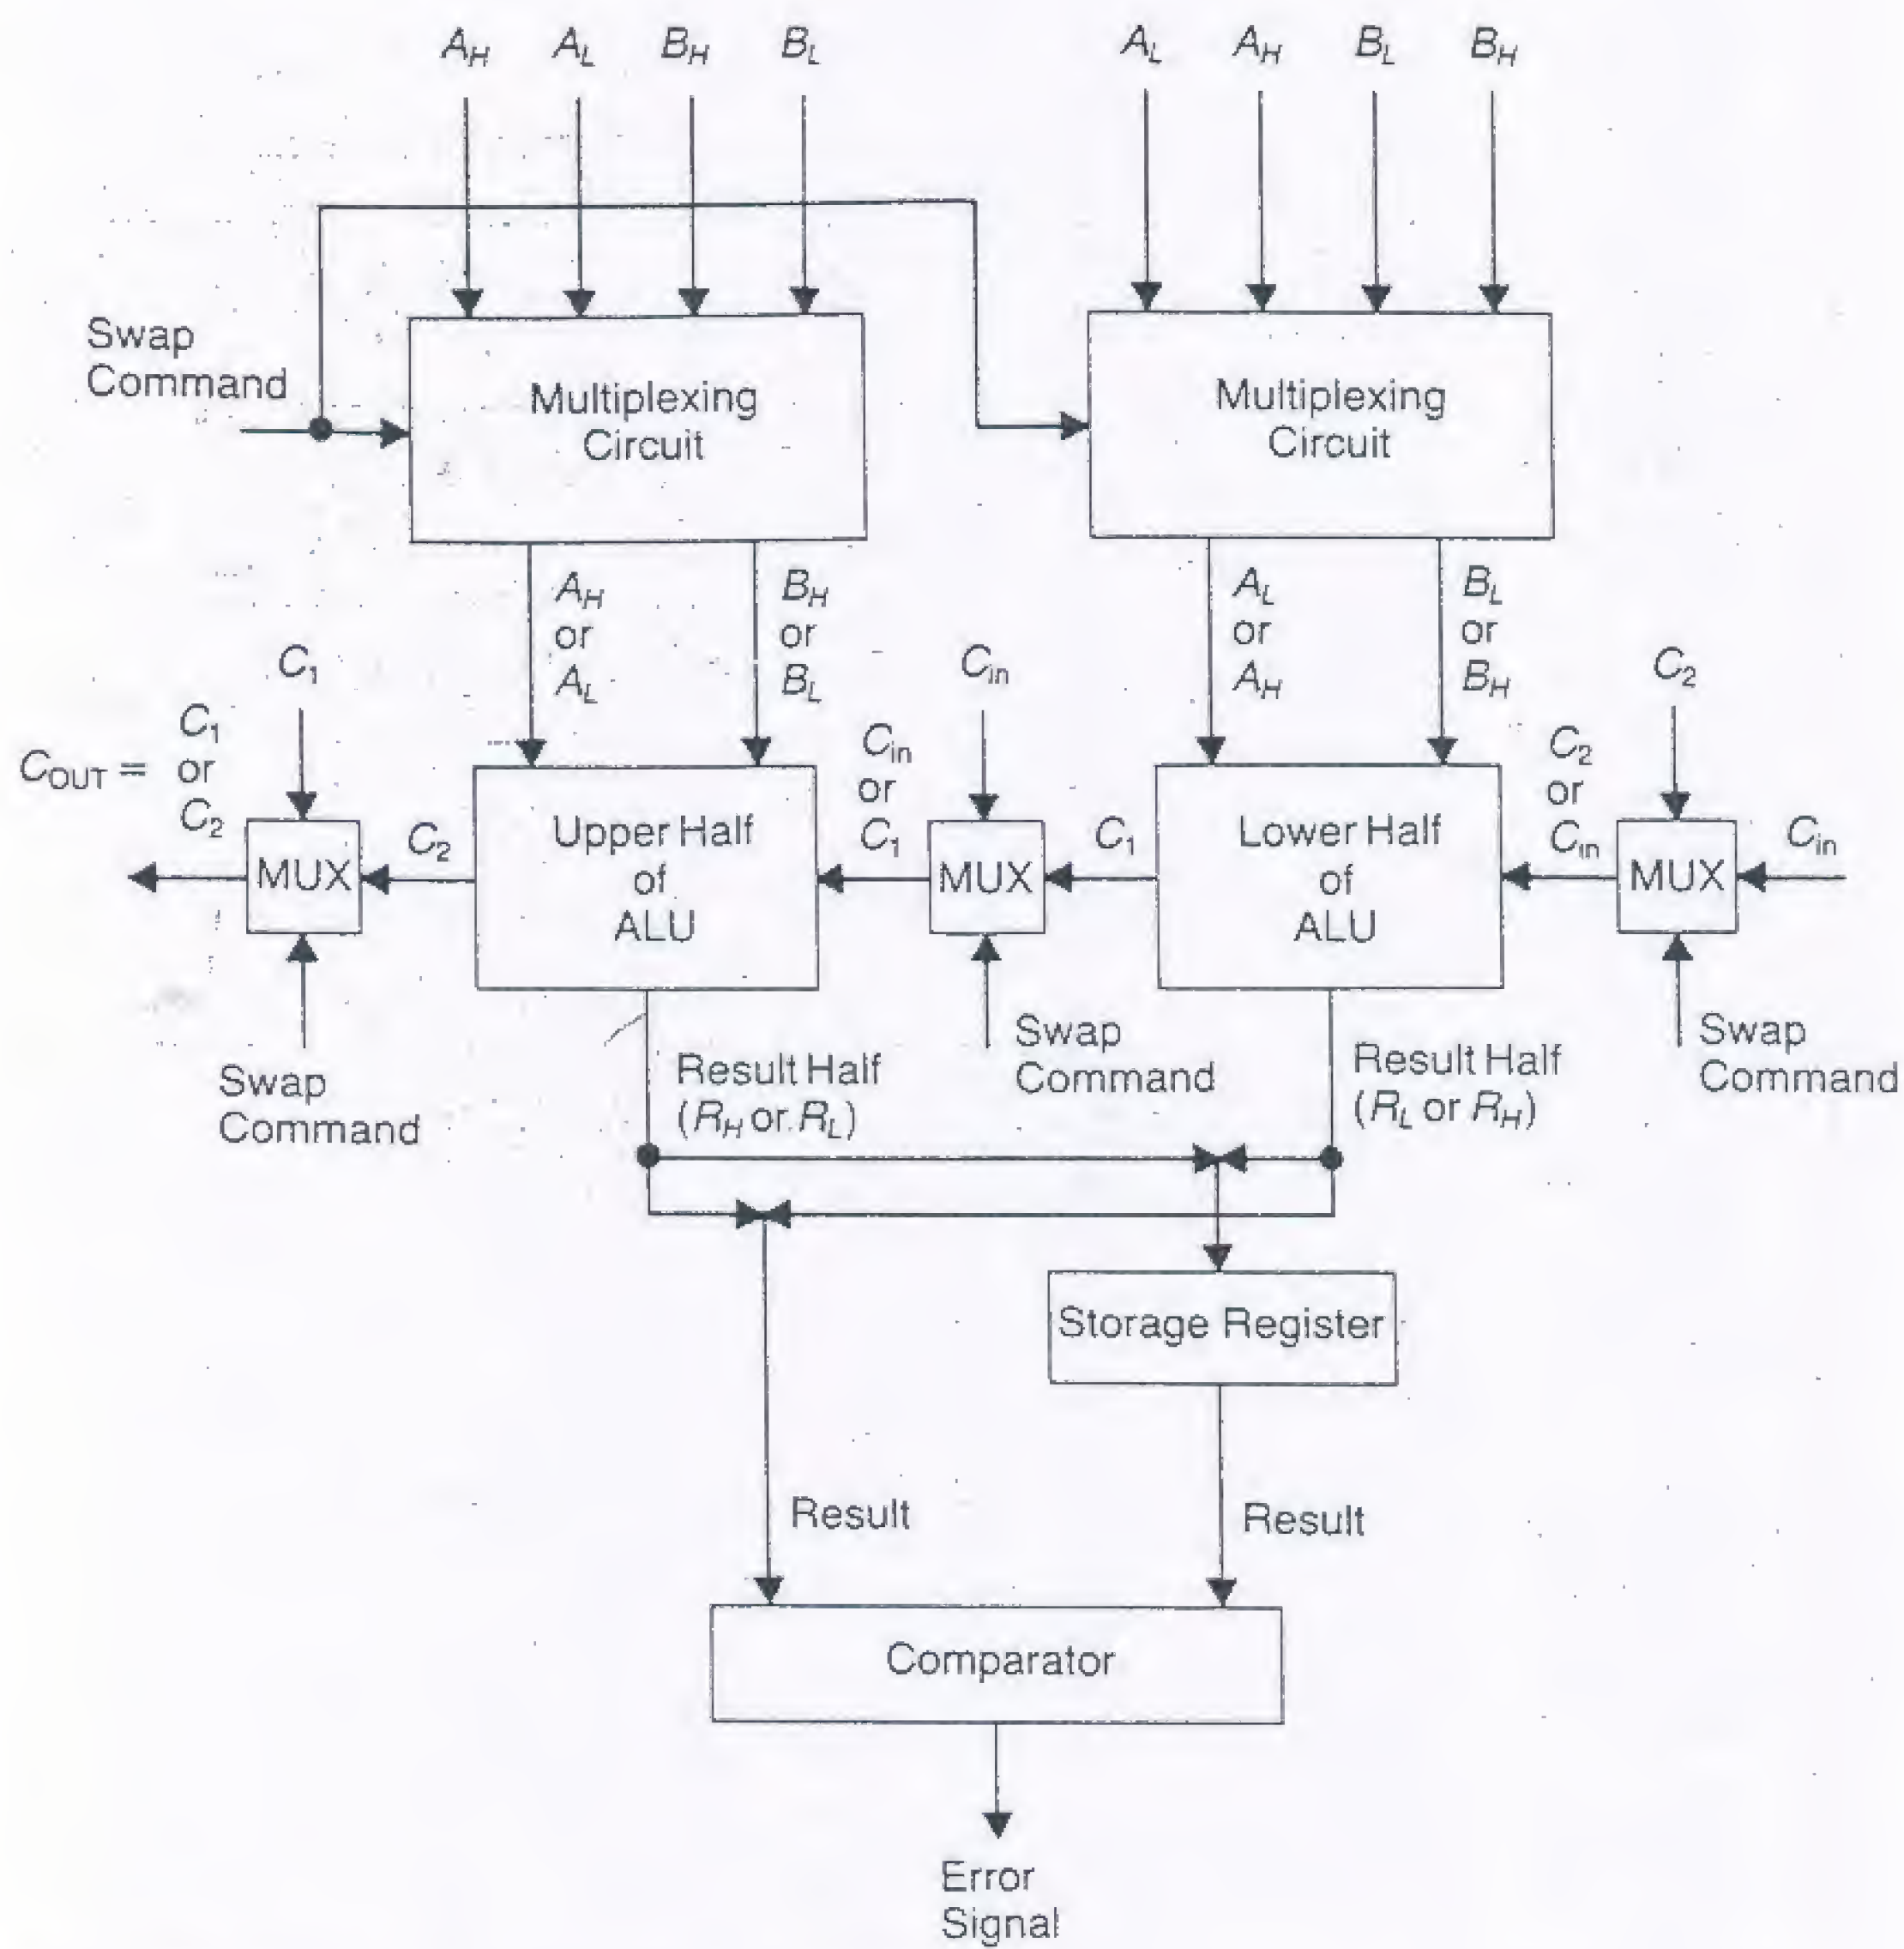 A_H A_L B_H B_L
A_L A_H B_L B_H
Swap
Command
Multiplexing
Circuit
Multiplexing
Circuit
A_H
or
A_L
B_H
or
B_L
A_L
or
A_H
B_L
or
B_H
C_1
C_in
C_2
C_OUT =
C_1
or
C_2
MUX
C_2
Upper Half
of
ALU
C_in
or
C_1
MUX
C_1
Lower Half
of
ALU
C_2
or
C_in
MUX
C_in
Swap
Command
Result Half
(R_H or R_L)
Swap
Command
Result Half
(R_L or R_H)
Swap
Command
Storage Register
Result
Result
Comparator
Error
Signal